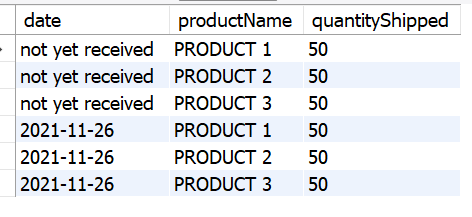 date productName quantityShipped
not yet received PRODUCT 1 50
not yet received PRODUCT 2 50
not yet received PRODUCT 3 50
2021-11-26 PRODUCT 1 50
2021-11-26 PRODUCT 2 50
2021-11-26 PRODUCT 3 50